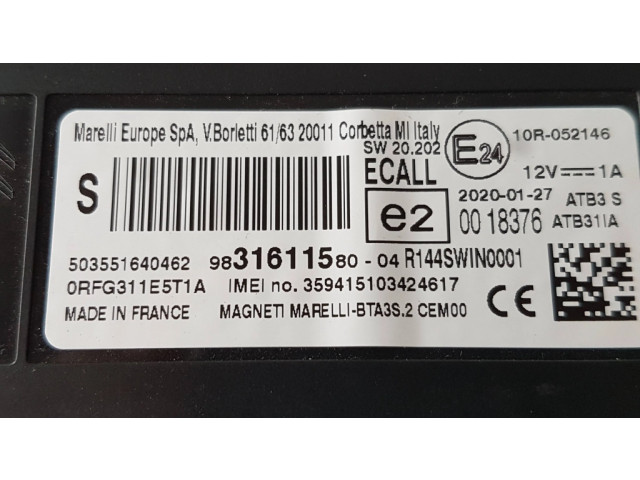 Marelli Europe SpA, V.Borletti 61/63 20011 Corbetta MI Italy
SW 20.202
E24
10R-052146
12V⎓1A
S
ECALL
2020-01-27
ATB3 S
e2
00 18376
ATB31IA
503551640462 9831611580-04 R144SWIN0001
0RFG311E5T1A IMEI no. 359415103424617
MADE IN FRANCE MAGNETI MARELLI-BTA3S.2 CEM00
CE